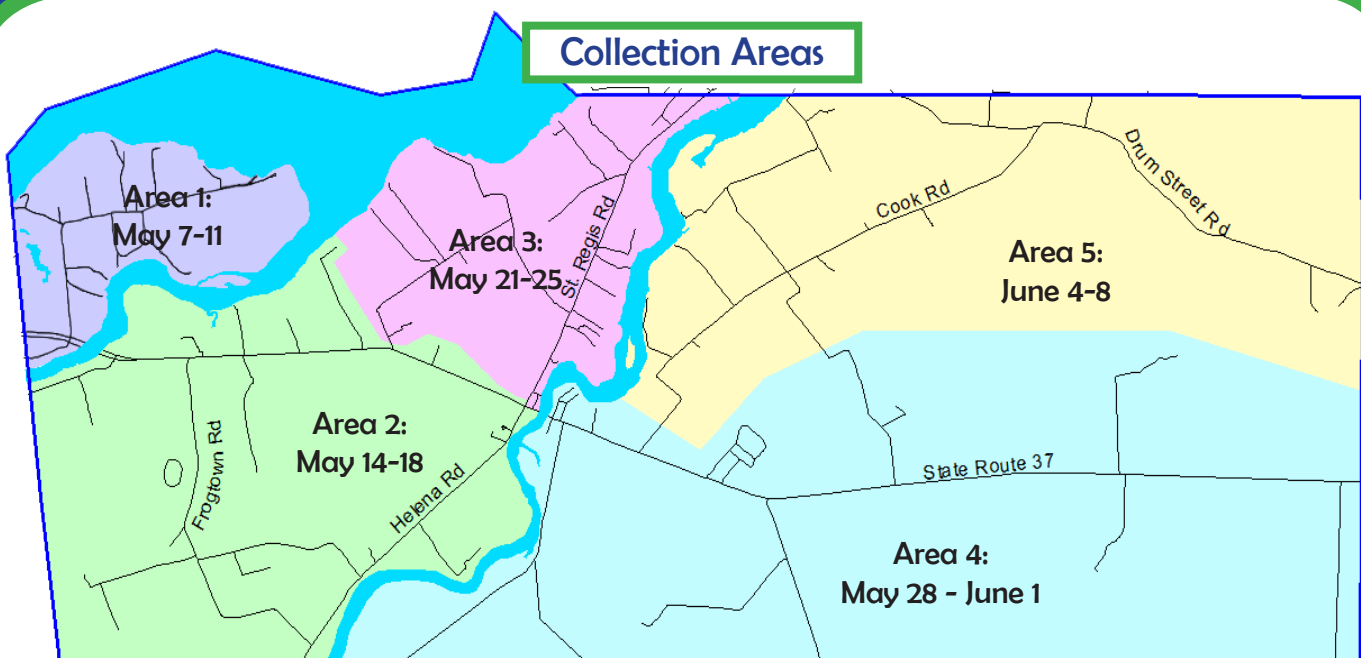 Collection Areas
Area 1:
May 7-11
Area 3:
May 21-25
St. Regis Rd
Cook Rd
Drum Street Rd
Area 5:
June 4-8
Area 2:
May 14-18
Frogtown Rd
Helena Rd
State Route 37
Area 4:
May 28 - June 1